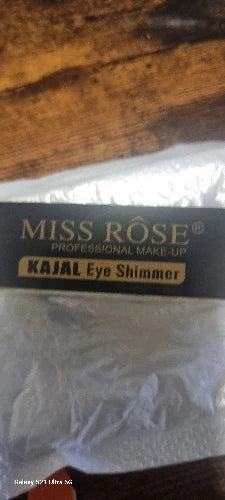 MISS RÔSE®
PROFESSIONAL MAKE-UP
KAJAL Eye Shimmer
Galaxy S21 Ultra 5G